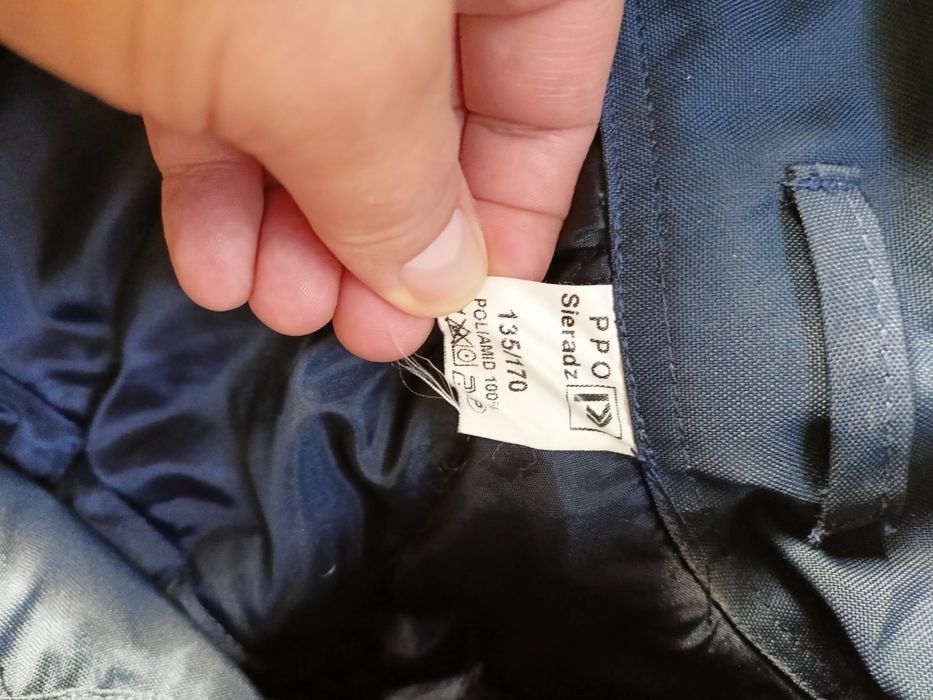 PPO
Sieradz
135/170
POLIAMID 100%